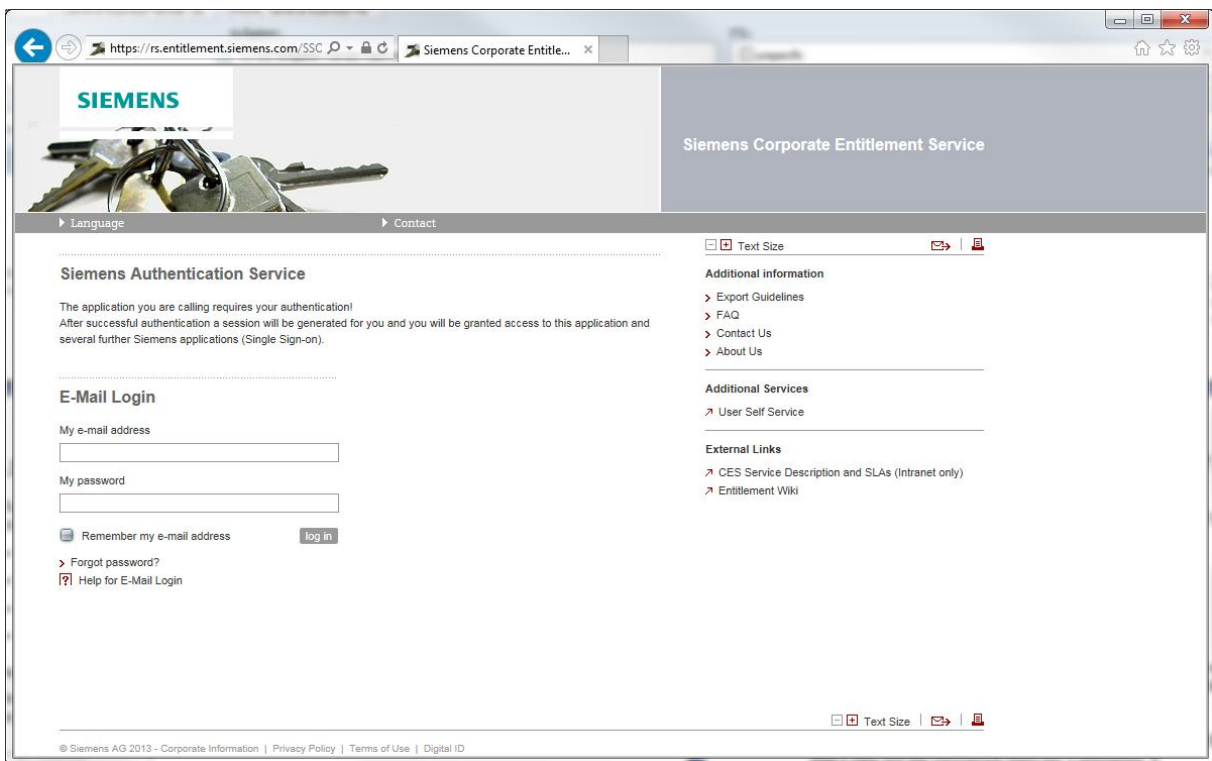 https://rs.entitlement.siemens.com/SSC
Siemens Corporate Entitle...
SIEMENS
Siemens Corporate Entitlement Service
Language
Contact
Text Size
Siemens Authentication Service
The application you are calling requires your authentication!
After successful authentication a session will be generated for you and you will be granted access to this application and
several further Siemens applications (Single Sign-on).
E-Mail Login
My e-mail address
My password
Remember my e-mail address
log in
Forgot password?
Help for E-Mail Login
Additional information
Export Guidelines
FAQ
Contact Us
About Us
Additional Services
User Self Service
External Links
CES Service Description and SLAs (Intranet only)
Entitlement Wiki
Text Size
© Siemens AG 2013 - Corporate Information | Privacy Policy | Terms of Use | Digital ID